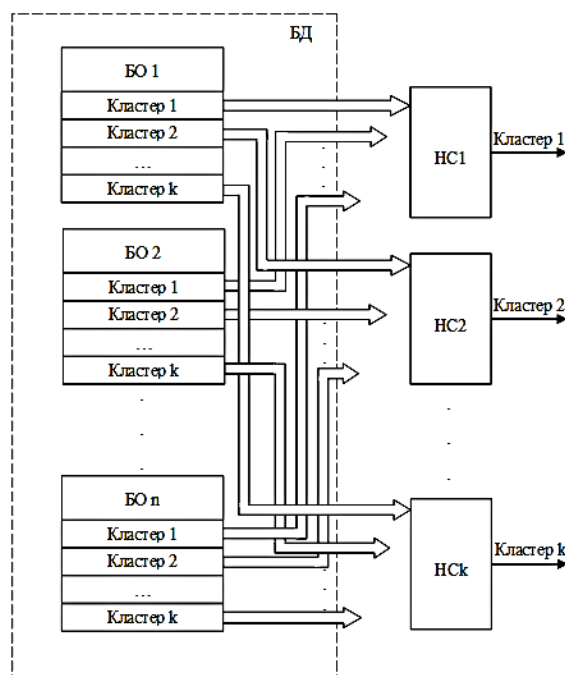 БД
БО 1
Кластер 1
Кластер 2
...
Кластер k
БО 2
Кластер 1
Кластер 2
...
Кластер k
БО n
Кластер 1
Кластер 2
...
Кластер k
НС1
Кластер 1
НС2
Кластер 2
НСk
Кластер k